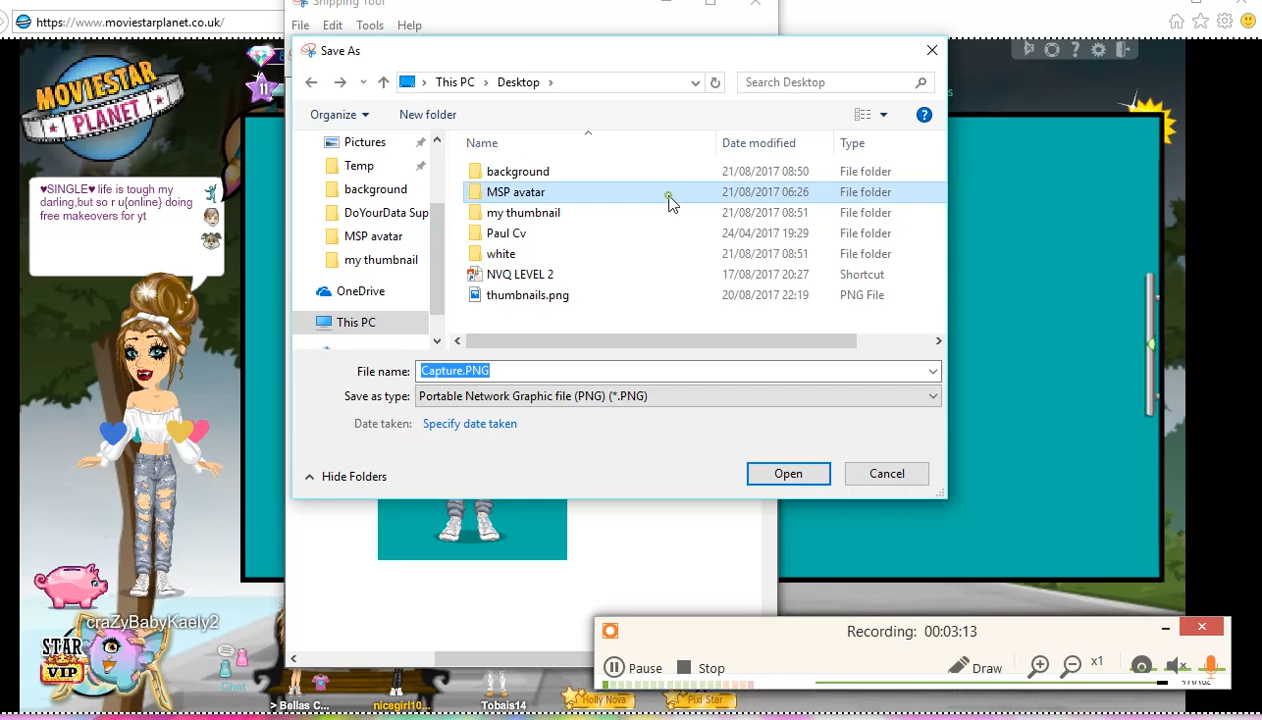 Snipping Tool
https://www.moviestarplanet.co.uk/
File Edit Tools Help
Save As
This PC > Desktop >
Search Desktop
Organize
New folder
Name
Date modified
Type
Pictures
Temp
background
DoYourData Sup
MSP avatar
my thumbnail
OneDrive
This PC
background 21/08/2017 08:50 File folder
MSP avatar 21/08/2017 06:26 File folder
my thumbnail 21/08/2017 08:51 File folder
Paul Cv 24/04/2017 19:29 File folder
white 21/08/2017 08:51 File folder
NVQ LEVEL 2 17/08/2017 20:27 Shortcut
thumbnails.png 20/08/2017 22:19 PNG File
File name: Capture.PNG
Save as type: Portable Network Graphic file (PNG) (*.PNG)
Date taken: Specify date taken
Hide Folders
Open
Cancel
MOVIESTAR
PLANET
11
♥SINGLE♥ life is tough my
darling,but so r u{online} doing
free makeovers for yt
craZyBabyKaely2
STAR
VIP
Chat
Recording: 00:03:13
Pause
Stop
Draw
x1
> Bellas C...
nicegirl10...
Tobais14
Holly Nova
Pixi Star